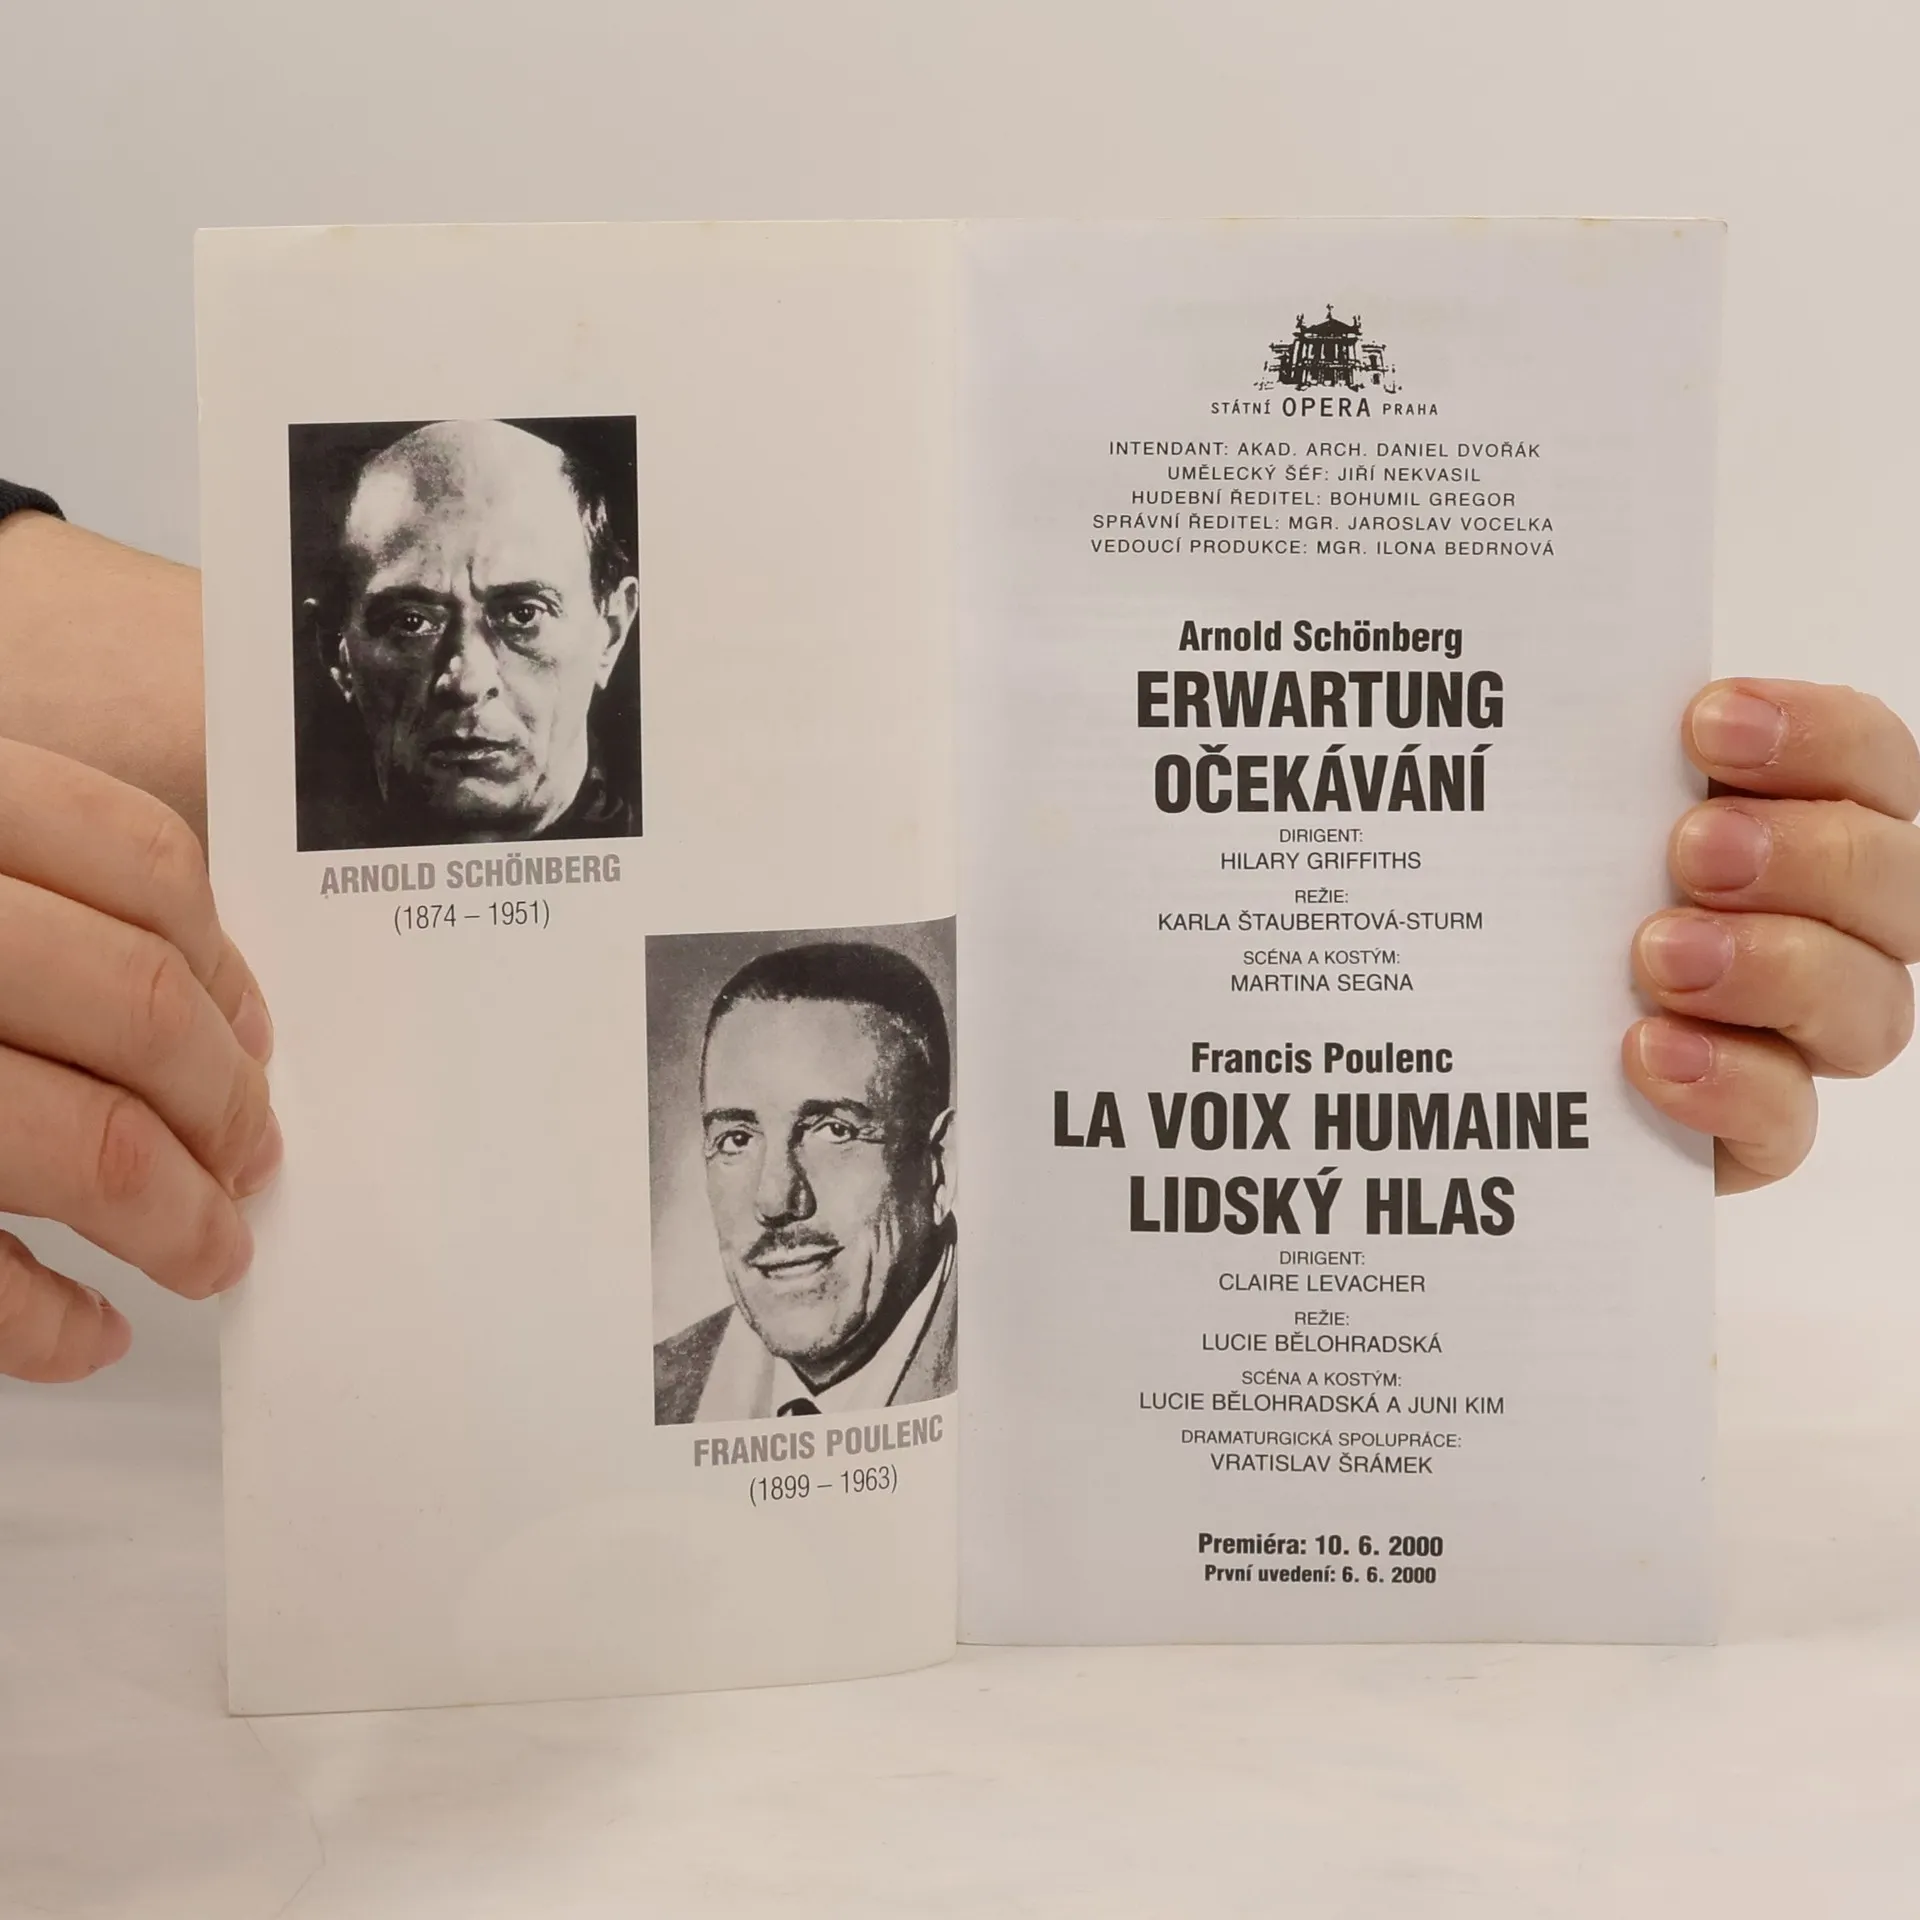 ARNOLD SCHÖNBERG
(1874 – 1951)
FRANCIS POULENC
(1899 – 1963)
STÁTNÍ OPERA PRAHA
INTENDANT: AKAD. ARCH. DANIEL DVOŘÁK
UMĚLECKÝ ŠÉF: JIŘÍ NEKVASIL
HUDEBNÍ ŘEDITEL: BOHUMIL GREGOR
SPRÁVNÍ ŘEDITEL: MGR. JAROSLAV VOCELKA
VEDOUCÍ PRODUKCE: MGR. ILONA BEDRNOVÁ
Arnold Schönberg
ERWARTUNG
OČEKÁVÁNÍ
DIRIGENT:
HILARY GRIFFITHS
REŽIE:
KARLA ŠTAUBERTOVÁ-STURM
SCÉNA A KOSTÝM:
MARTINA SEGNA
Francis Poulenc
LA VOIX HUMAINE
LIDSKÝ HLAS
DIRIGENT:
CLAIRE LEVACHER
REŽIE:
LUCIE BĚLOHRADSKÁ
SCÉNA A KOSTÝM:
LUCIE BĚLOHRADSKÁ A JUNI KIM
DRAMATURGICKÁ SPOLUPRÁCE:
VRATISLAV ŠRÁMEK
Premiéra: 10. 6. 2000
První uvedení: 6. 6. 2000